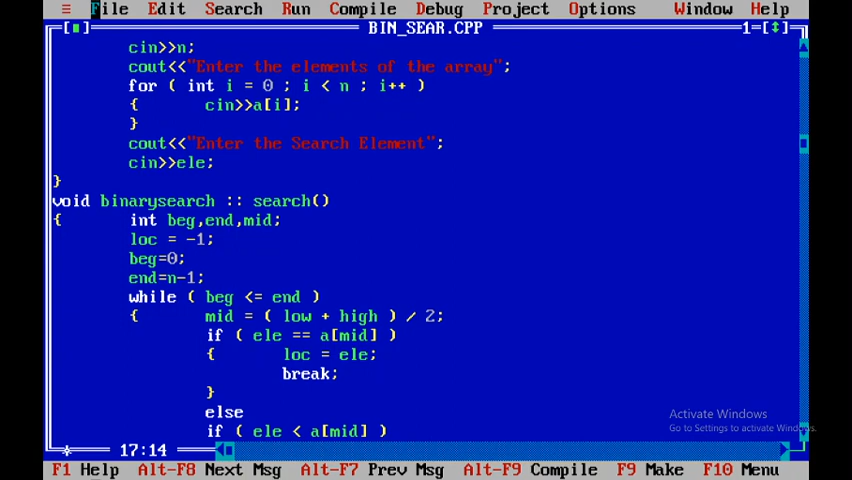 ≡ File Edit Search Run Compile Debug Project Options Window Help
[■] BIN_SEAR.CPP 1=[↕]
cin>>n;
cout<<"Enter the elements of the array";
for ( int i = 0 ; i < n ; i++ )
{ cin>>a[i];
}
cout<<"Enter the Search Element";
cin>>ele;
}
void binarysearch :: search()
{ int beg,end,mid;
loc = -1;
beg=0;
end=n-1;
while ( beg <= end )
{ mid = ( low + high ) / 2;
if ( ele == a[mid] )
{ loc = ele;
break;
}
else
if ( ele < a[mid] )
Activate Windows
Go to Settings to activate Windows.
17:14
F1 Help Alt-F8 Next Msg Alt-F7 Prev Msg Alt-F9 Compile F9 Make F10 Menu